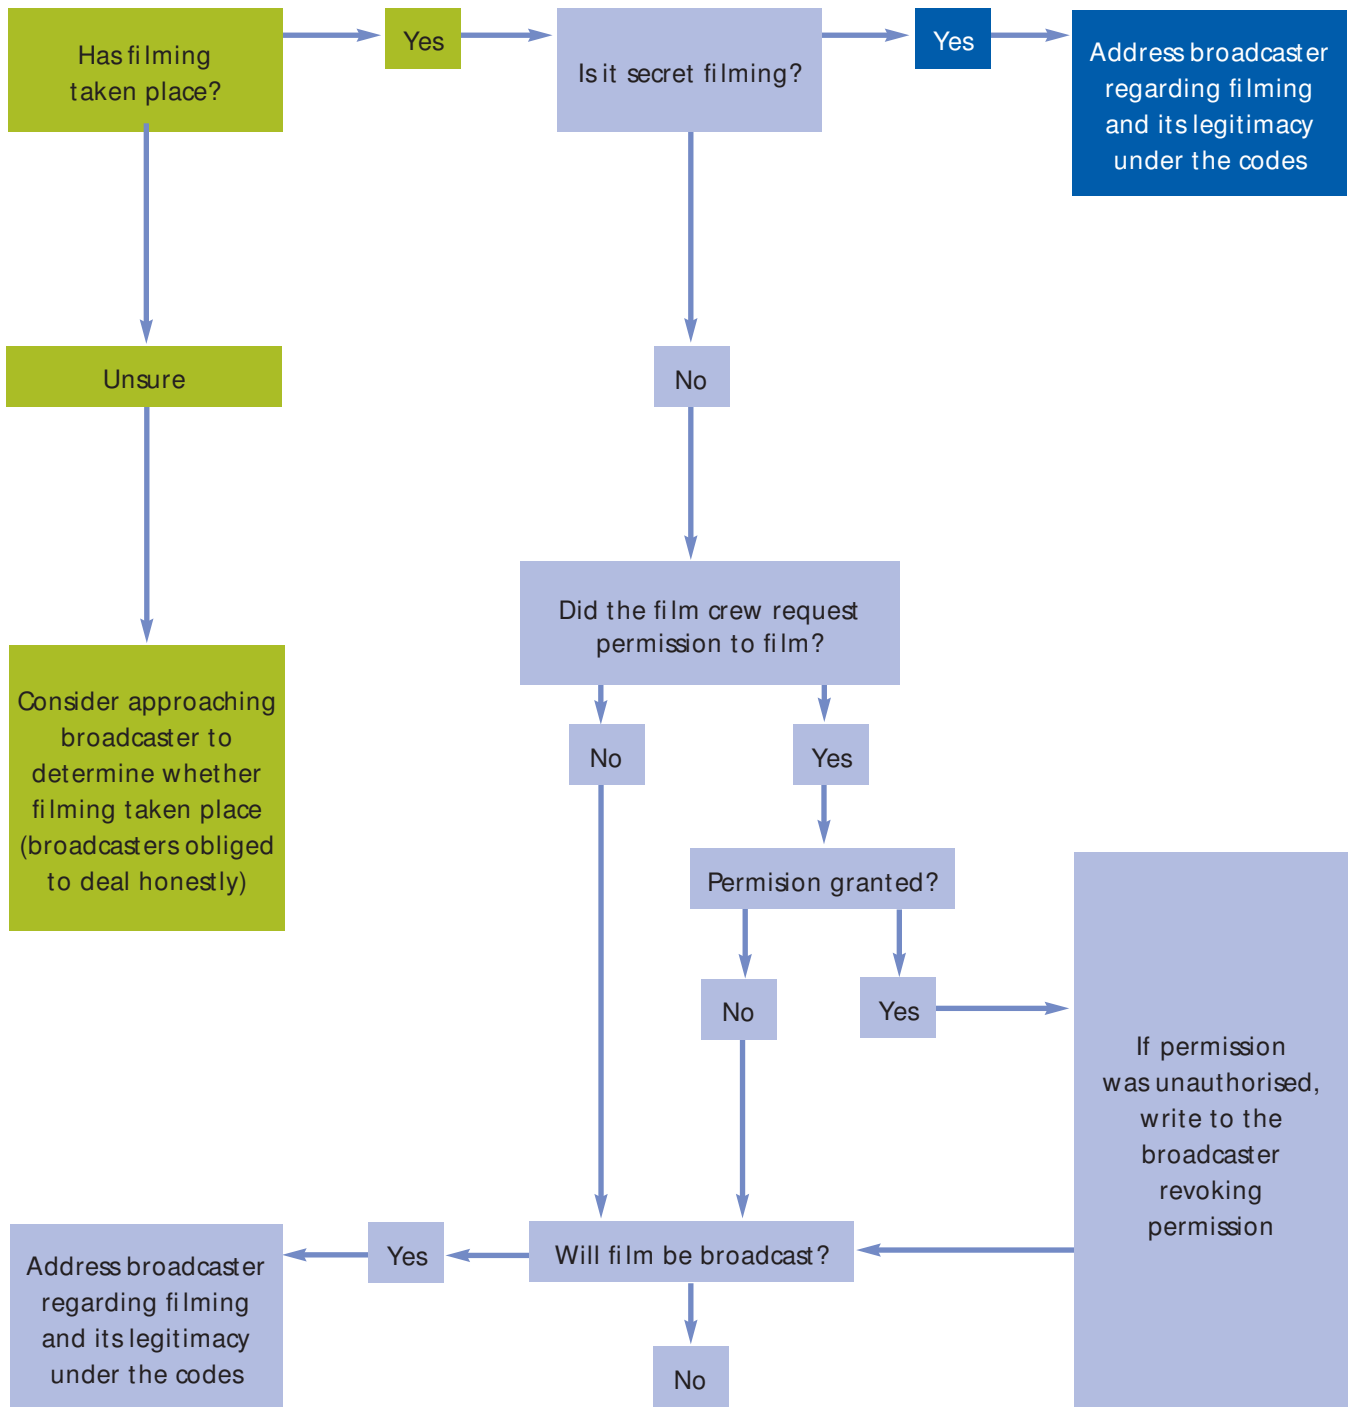 Has filming
taken place?
Yes
Is it secret filming?
Yes
Address broadcaster
regarding filming
and its legitimacy
under the codes
Unsure
No
Did the film crew request
permission to film?
Consider approaching
broadcaster to
determine whether
filming taken place
(broadcasters obliged
to deal honestly)
No
Yes
Permision granted?
No
Yes
If permission
was unauthorised,
write to the
broadcaster
revoking
permission
Will film be broadcast?
Yes
Address broadcaster
regarding filming
and its legitimacy
under the codes
No